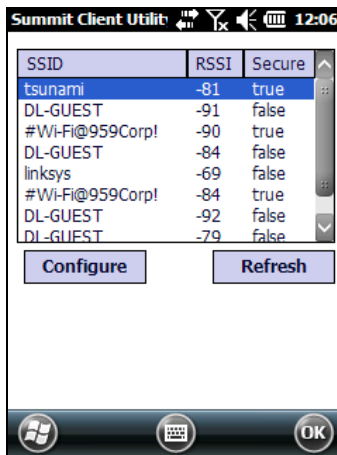 Summit Client Utilit 12:06
SSID RSSI Secure
tsunami -81 true
DL-GUEST -91 false
#Wi-Fi@959Corp! -90 true
DL-GUEST -84 false
linksys -69 false
#Wi-Fi@959Corp! -84 true
DL-GUEST -92 false
DL-GUEST -79 false
Configure Refresh
OK